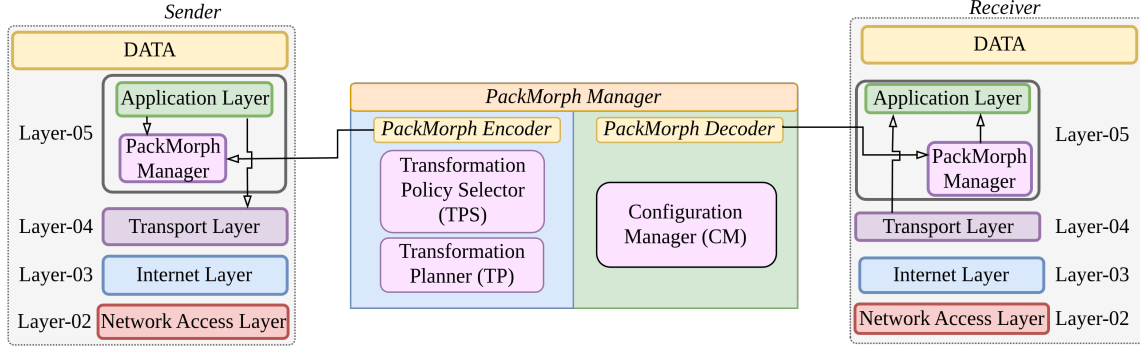 Sender
DATA
Layer-05
Application Layer
PackMorph
Manager
Layer-04
Transport Layer
Layer-03
Internet Layer
Layer-02
Network Access Layer
PackMorph Manager
PackMorph Encoder
Transformation
Policy Selector
(TPS)
Transformation
Planner (TP)
PackMorph Decoder
Configuration
Manager (CM)
Receiver
DATA
Application Layer
PackMorph
Manager
Layer-05
Transport Layer
Layer-04
Internet Layer
Layer-03
Network Access Layer
Layer-02